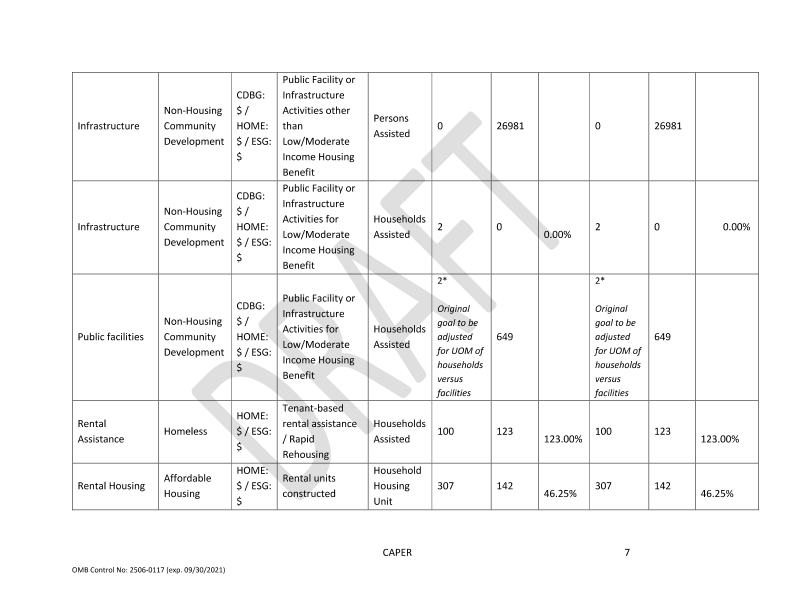 Infrastructure
Non-Housing
Community
Development
CDBG:
$ /
HOME:
$ / ESG:
$
Public Facility or
Infrastructure
Activities other
than
Low/Moderate
Income Housing
Benefit
Persons
Assisted
0
26981
0
26981
Infrastructure
Non-Housing
Community
Development
CDBG:
$ /
HOME:
$ / ESG:
$
Public Facility or
Infrastructure
Activities for
Low/Moderate
Income Housing
Benefit
Households
Assisted
2
0
0.00%
2
0
0.00%
Public facilities
Non-Housing
Community
Development
CDBG:
$ /
HOME:
$ / ESG:
$
Public Facility or
Infrastructure
Activities for
Low/Moderate
Income Housing
Benefit
Households
Assisted
2*
Original
goal to be
adjusted
for UOM of
households
versus
facilities
649
2*
Original
goal to be
adjusted
for UOM of
households
versus
facilities
649
Rental
Assistance
Homeless
HOME:
$ / ESG:
$
Tenant-based
rental assistance
/ Rapid
Rehousing
Households
Assisted
100
123
123.00%
100
123
123.00%
Rental Housing
Affordable
Housing
HOME:
$ / ESG:
$
Rental units
constructed
Household
Housing
Unit
307
142
46.25%
307
142
46.25%
DRAFT
CAPER
7
OMB Control No: 2506-0117 (exp. 09/30/2021)